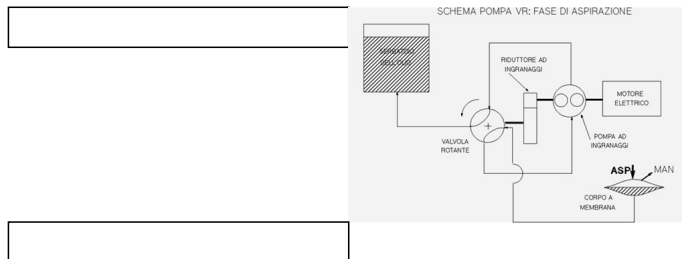 SCHEMA POMPA VR: FASE DI ASPIRAZIONE
SERBATOIO
DELL'OLIO
RIDUTTORE AD
INGRANAGGI
MOTORE
ELETTRICO
VALVOLA
ROTANTE
POMPA AD
INGRANAGGI
ASP
MAN
CORPO A
MEMBRANA